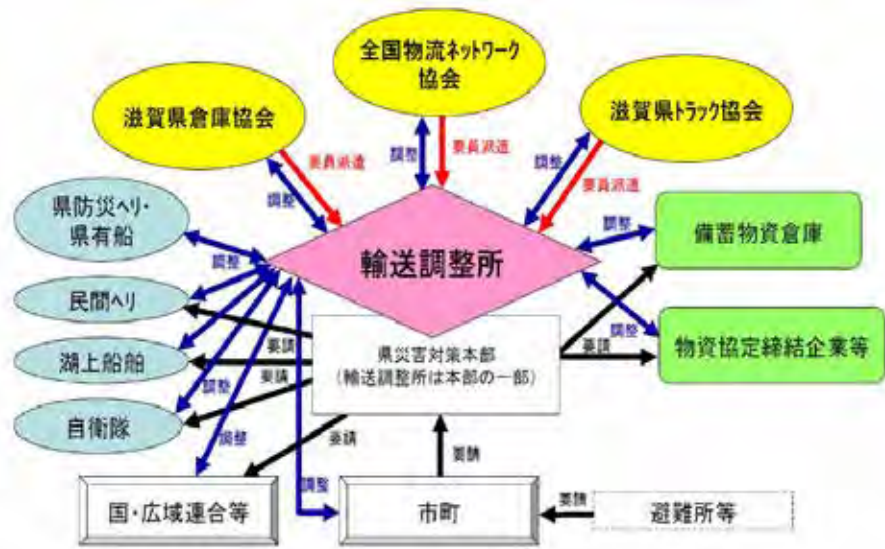 全国物流ネットワーク
協会
滋賀県倉庫協会
滋賀県トラック協会
要員派遣
調整
調整
要員派遣
調整
要員派遣
県防災ヘリ・
県有船
調整
輸送調整所
調整
備蓄物資倉庫
民間ヘリ
湖上船舶
自衛隊
要請
要請
調整
県災害対策本部
(輸送調整所は本部の一部)
調整
要請
物資協定締結企業等
調整
要請
要請
調整
国・広域連合等
市町
要請
避難所等